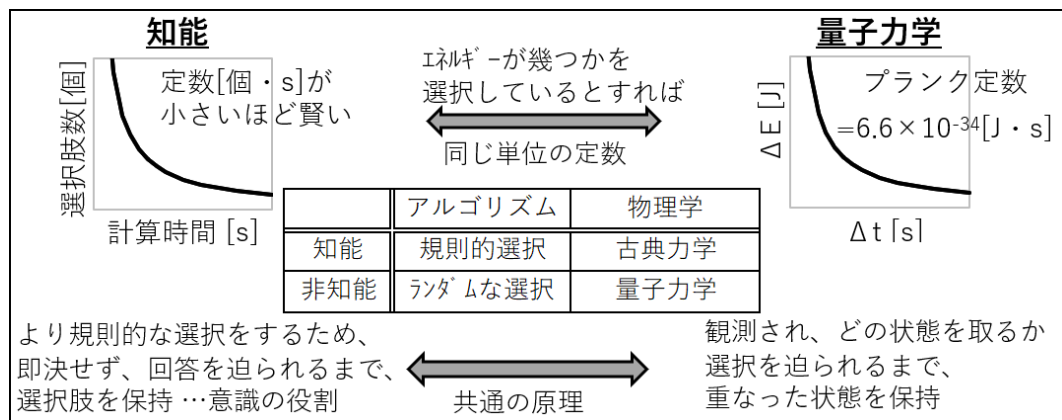 知能
選択肢数[個]
定数[個・s]が
小さいほど賢い
計算時間 [s]
ｴﾈﾙｷﾞｰが幾つかを
選択しているとすれば
同じ単位の定数
量子力学
ΔE [J]
プランク定数
=6.6×10-34[J・s]
Δt [s]
アルゴリズム 物理学
知能 規則的選択 古典力学
非知能 ﾗﾝﾀﾞﾑな選択 量子力学
より規則的な選択をするため、
即決せず、回答を迫られるまで、
選択肢を保持 …意識の役割
共通の原理
観測され、どの状態を取るか
選択を迫られるまで、
重なった状態を保持